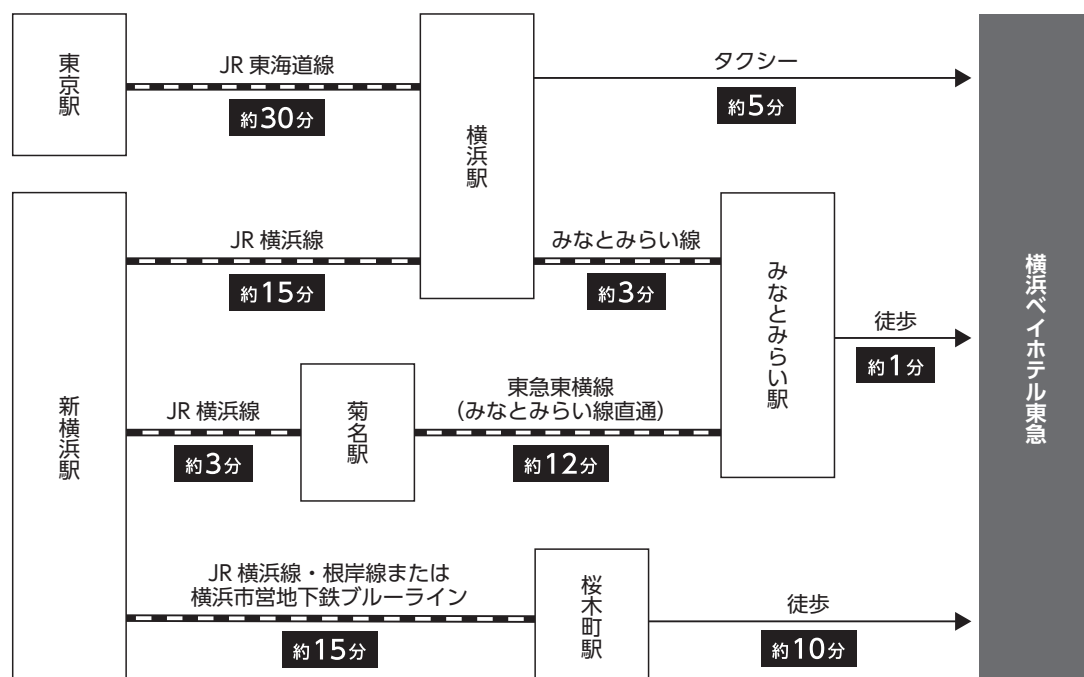 東京駅
JR 東海道線
約30分
横浜駅
タクシー
約5分
新横浜駅
JR 横浜線
約15分
みなとみらい線
約3分
みなとみらい駅
徒歩
約1分
JR 横浜線
約3分
菊名駅
東急東横線
（みなとみらい線直通）
約12分
JR 横浜線・根岸線または
横浜市営地下鉄ブルーライン
約15分
桜木町駅
徒歩
約10分
横浜ベイホテル東急